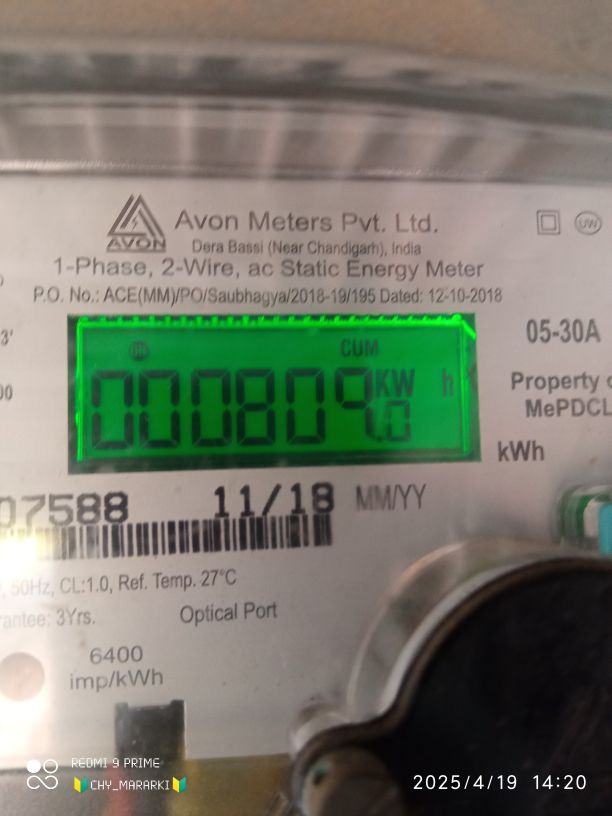 Avon Meters Pvt. Ltd.
AVON
Dera Bassi (Near Chandigarh), India
1-Phase, 2-Wire, ac Static Energy Meter
P.O. No.: ACE(MM)/PO/Saubhagya/2018-19/195 Dated: 12-10-2018
UW
05-30A
CUM
000809.0 KW h
Property
MePDCL
kWh
07588 11/18 MM/YY
50Hz, CL:1.0, Ref. Temp. 27°C
3Yrs. Optical Port
6400
imp/kWh
REDMI 9 PRIME
CHY_MARARKI
2025/4/19 14:20